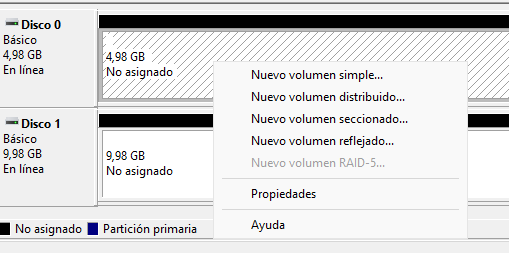 Disco 0
Básico
4,98 GB
En línea
4,98 GB
No asignado
Nuevo volumen simple...
Nuevo volumen distribuido...
Nuevo volumen seccionado...
Nuevo volumen reflejado...
Nuevo volumen RAID-5...
Propiedades
Ayuda
Disco 1
Básico
9,98 GB
En línea
9,98 GB
No asignado
No asignado
Partición primaria